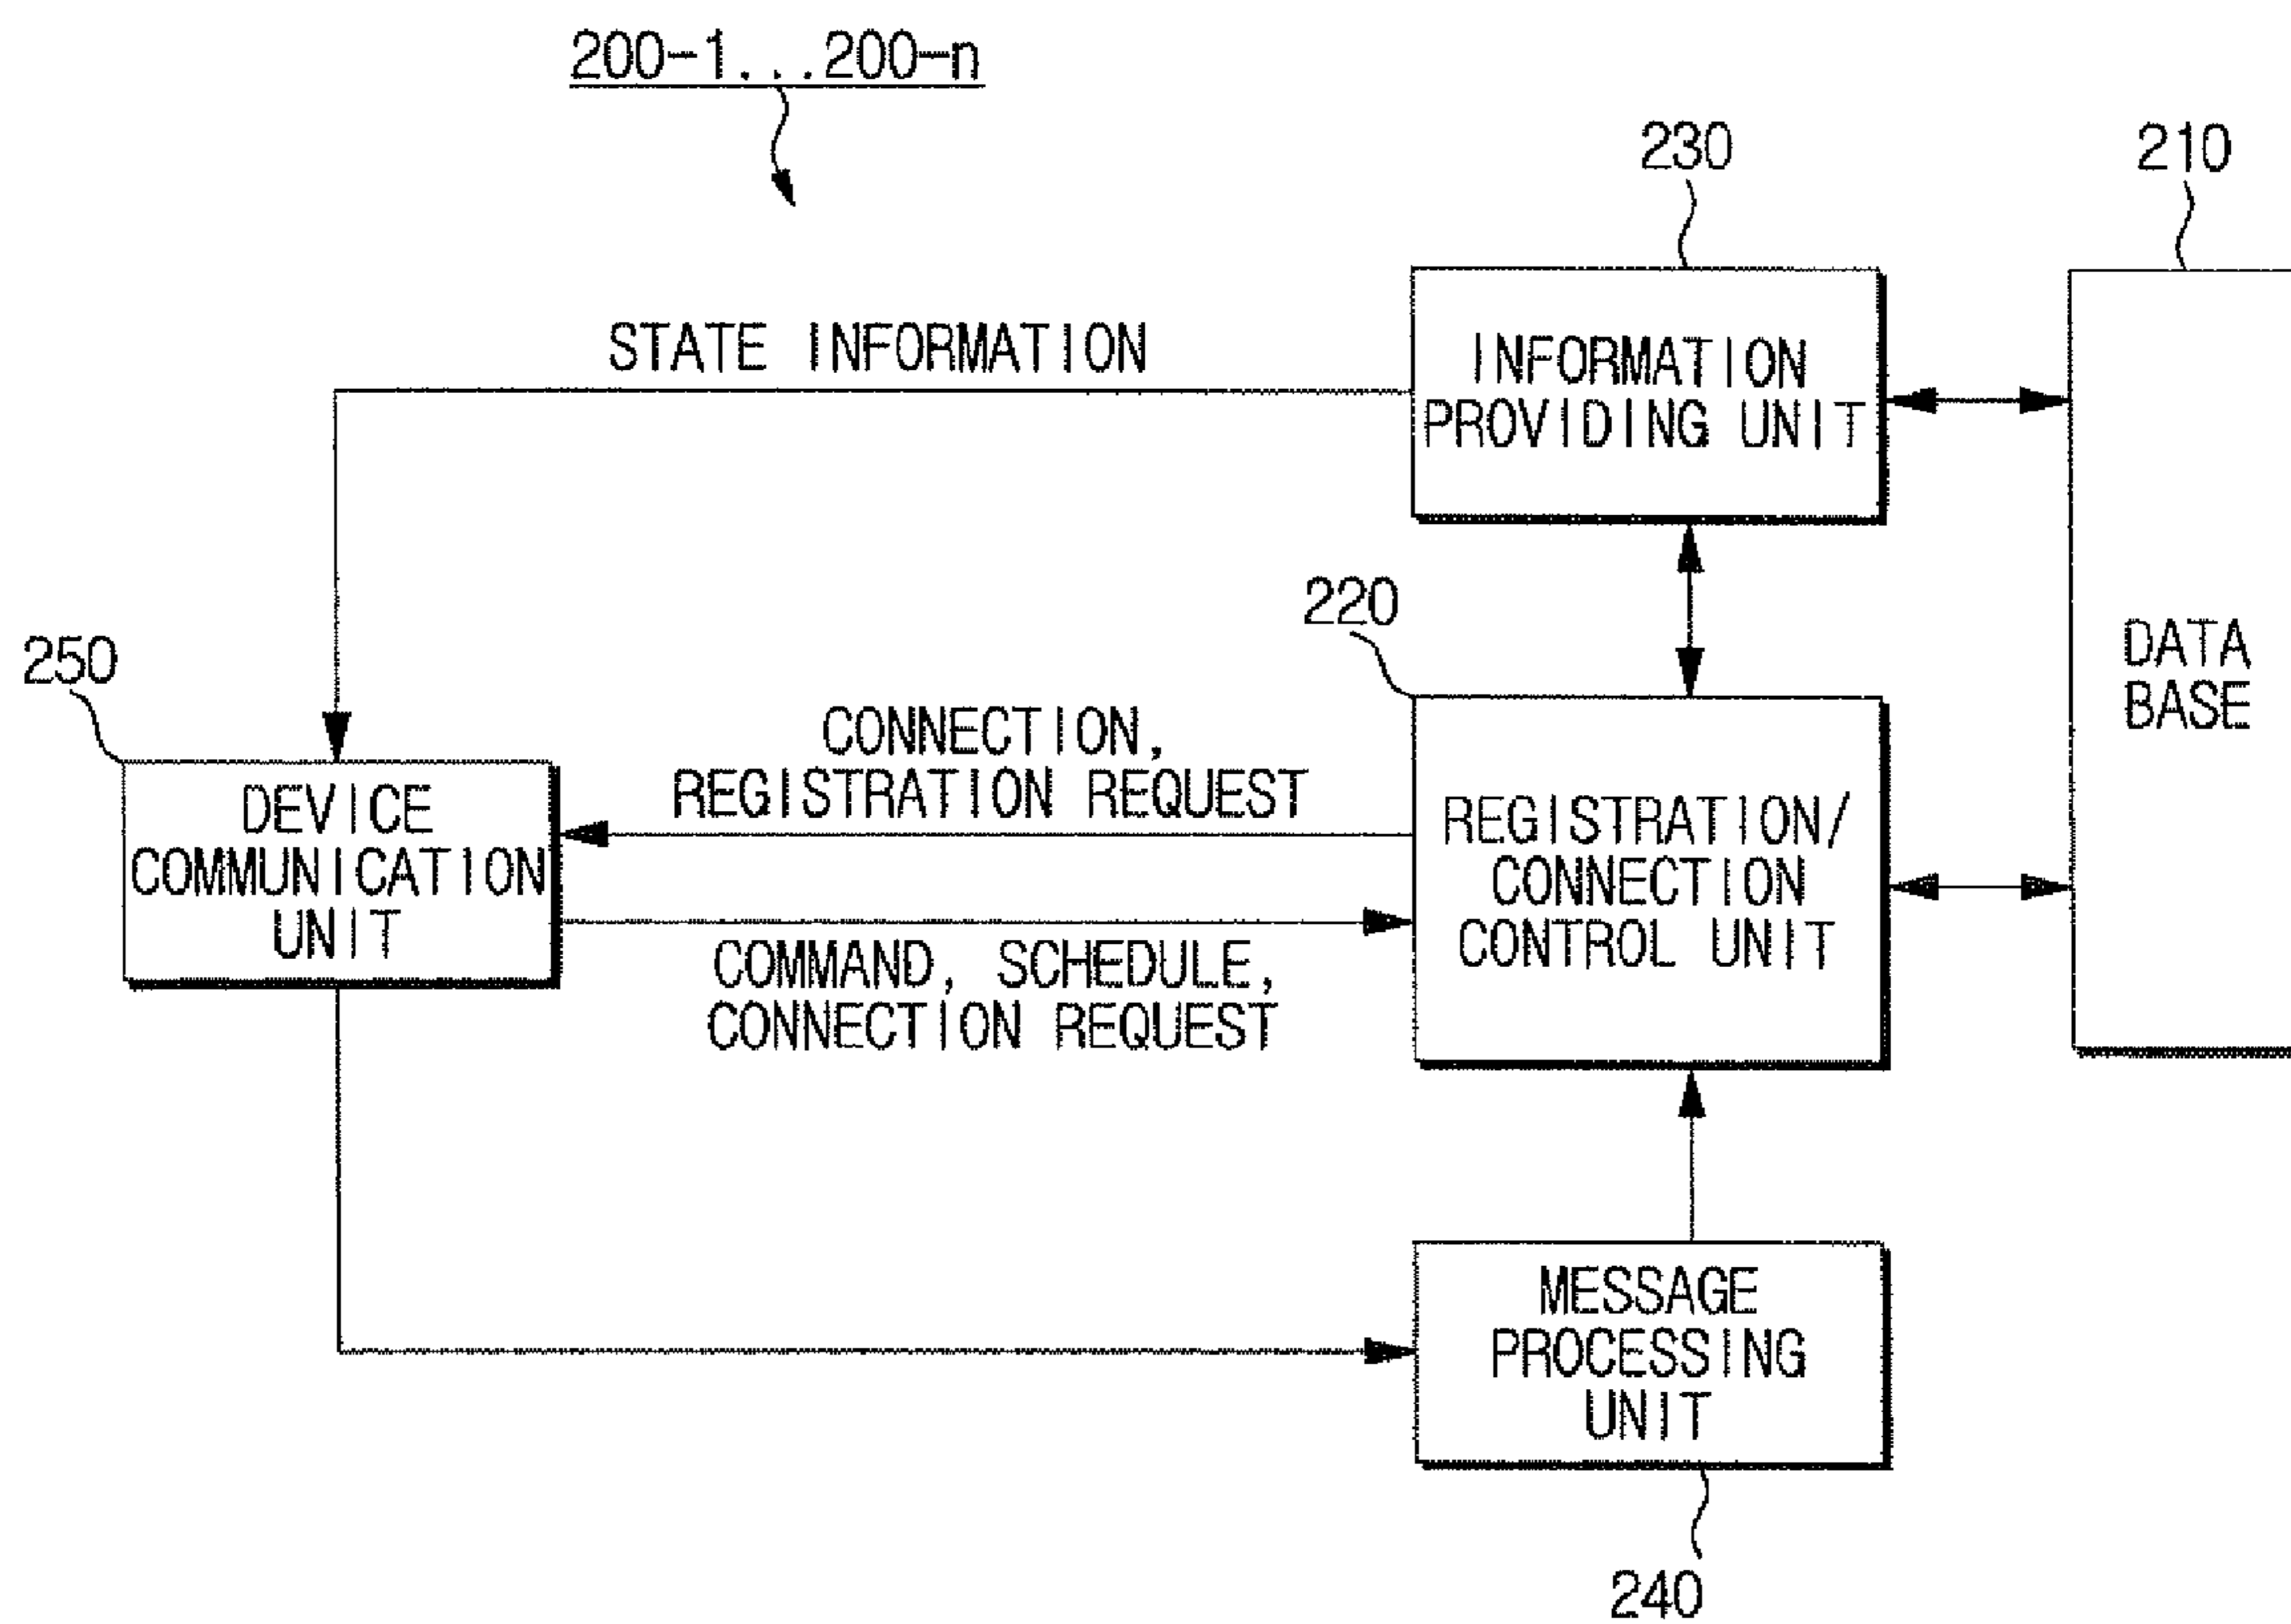 200-1...200-n
230
210
STATE INFORMATION
INFORMATION
PROVIDING UNIT
220
DATA
BASE
250
CONNECTION,
REGISTRATION REQUEST
DEVICE
COMMUNICATION
UNIT
REGISTRATION/
CONNECTION
CONTROL UNIT
COMMAND, SCHEDULE,
CONNECTION REQUEST
MESSAGE
PROCESSING
UNIT
240